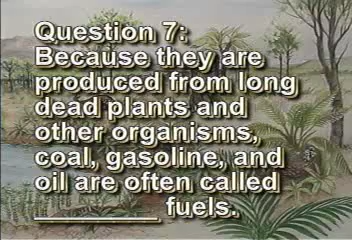 Question 7:
Because they are
produced from long
dead plants and
other organisms,
coal, gasoline, and
oil are often called
_________ fuels.